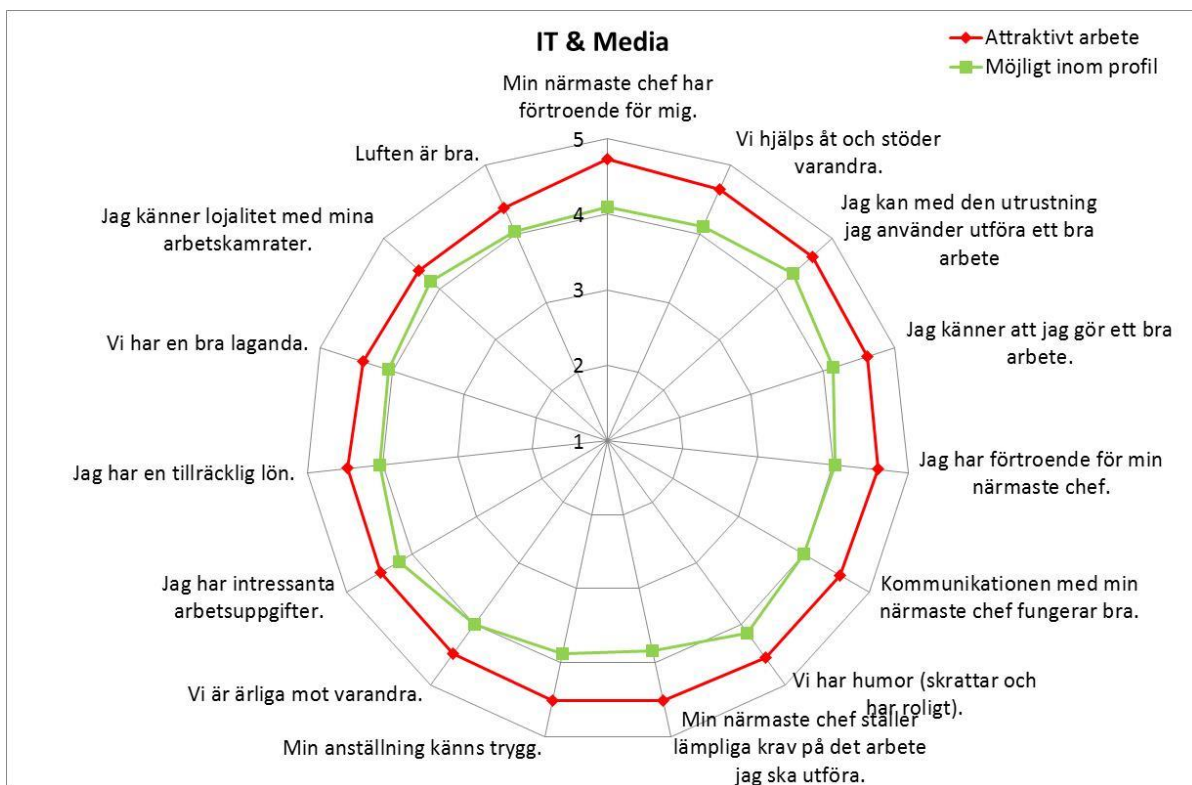 IT & Media
Attraktivt arbete
Möjligt inom profil
Min närmaste chef har
förtroende för mig.
Vi hjälps åt och stöder
varandra.
Jag kan med den utrustning
jag använder utföra ett bra
arbete
Jag känner att jag gör ett bra
arbete.
Jag har förtroende för min
närmaste chef.
Kommunikationen med min
närmaste chef fungerar bra.
Vi har humor (skrattar och
har roligt).
Min närmaste chef ställer
lämpliga krav på det arbete
jag ska utföra.
Min anställning känns trygg.
Vi är ärliga mot varandra.
Jag har intressanta
arbetsuppgifter.
Jag har en tillräcklig lön.
Vi har en bra laganda.
Jag känner lojalitet med mina
arbetskamrater.
Luften är bra.
5
4
3
2
1